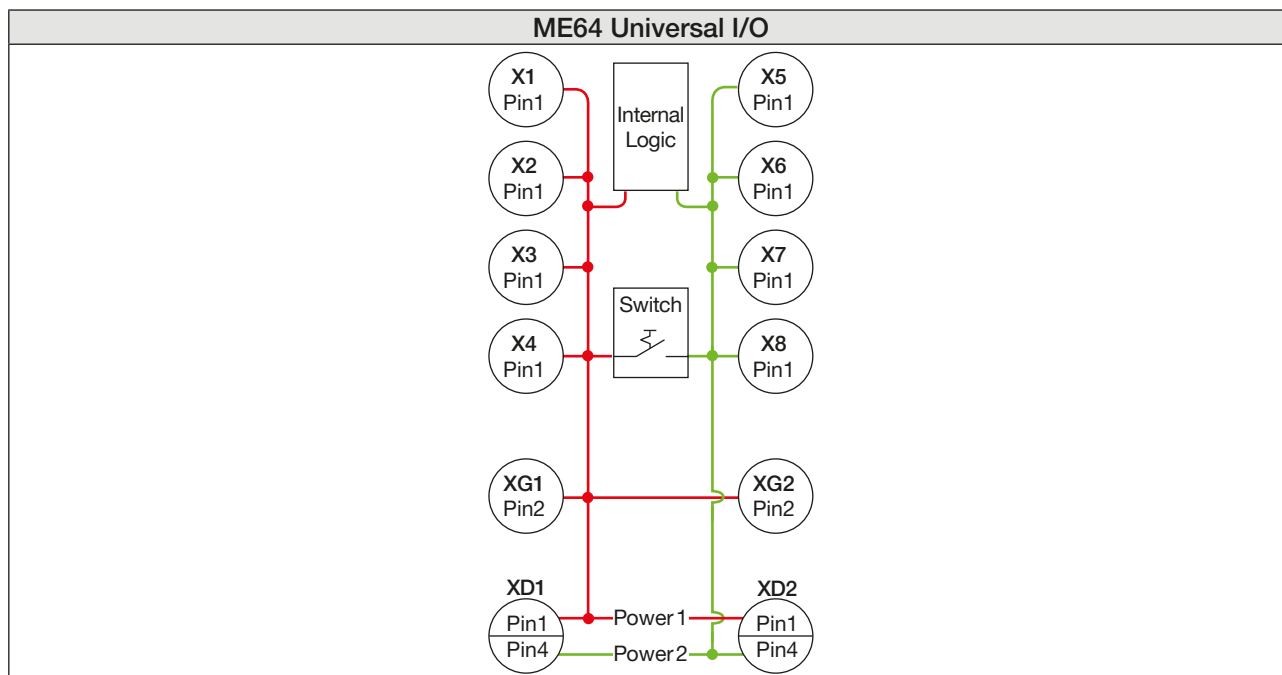 ME64 Universal I/O
X1
Pin1
Internal
Logic
X5
Pin1
X2
Pin1
X6
Pin1
X3
Pin1
X7
Pin1
Switch
X4
Pin1
X8
Pin1
XG1
Pin2
XG2
Pin2
XD1
XD2
Pin1
Power 1
Pin1
Pin4
Power 2
Pin4